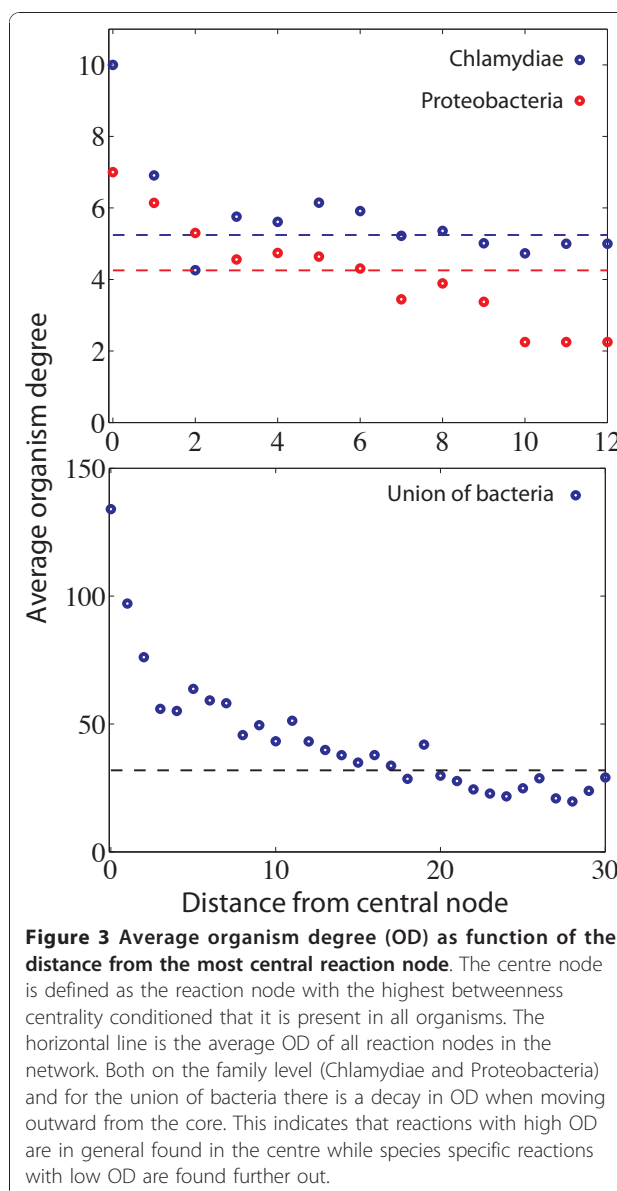 10
8
6
4
2
0
Chlamydiae
Proteobacteria
0 2 4 6 8 10 12
Average organism degree
150
100
50
0
Union of bacteria
0 10 20 30
Distance from central node
Figure 3 Average organism degree (OD) as function of the
distance from the most central reaction node. The centre node
is defined as the reaction node with the highest betweenness
centrality conditioned that it is present in all organisms. The
horizontal line is the average OD of all reaction nodes in the
network. Both on the family level (Chlamydiae and Proteobacteria)
and for the union of bacteria there is a decay in OD when moving
outward from the core. This indicates that reactions with high OD
are in general found in the centre while species specific reactions
with low OD are found further out.